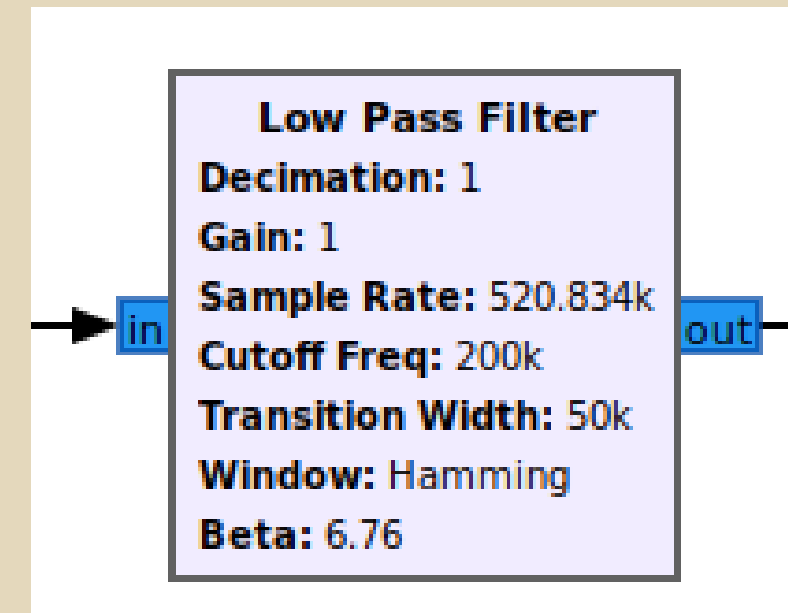 Low Pass Filter
Decimation: 1
Gain: 1
Sample Rate: 520.834k
in
out
Cutoff Freq: 200k
Transition Width: 50k
Window: Hamming
Beta: 6.76